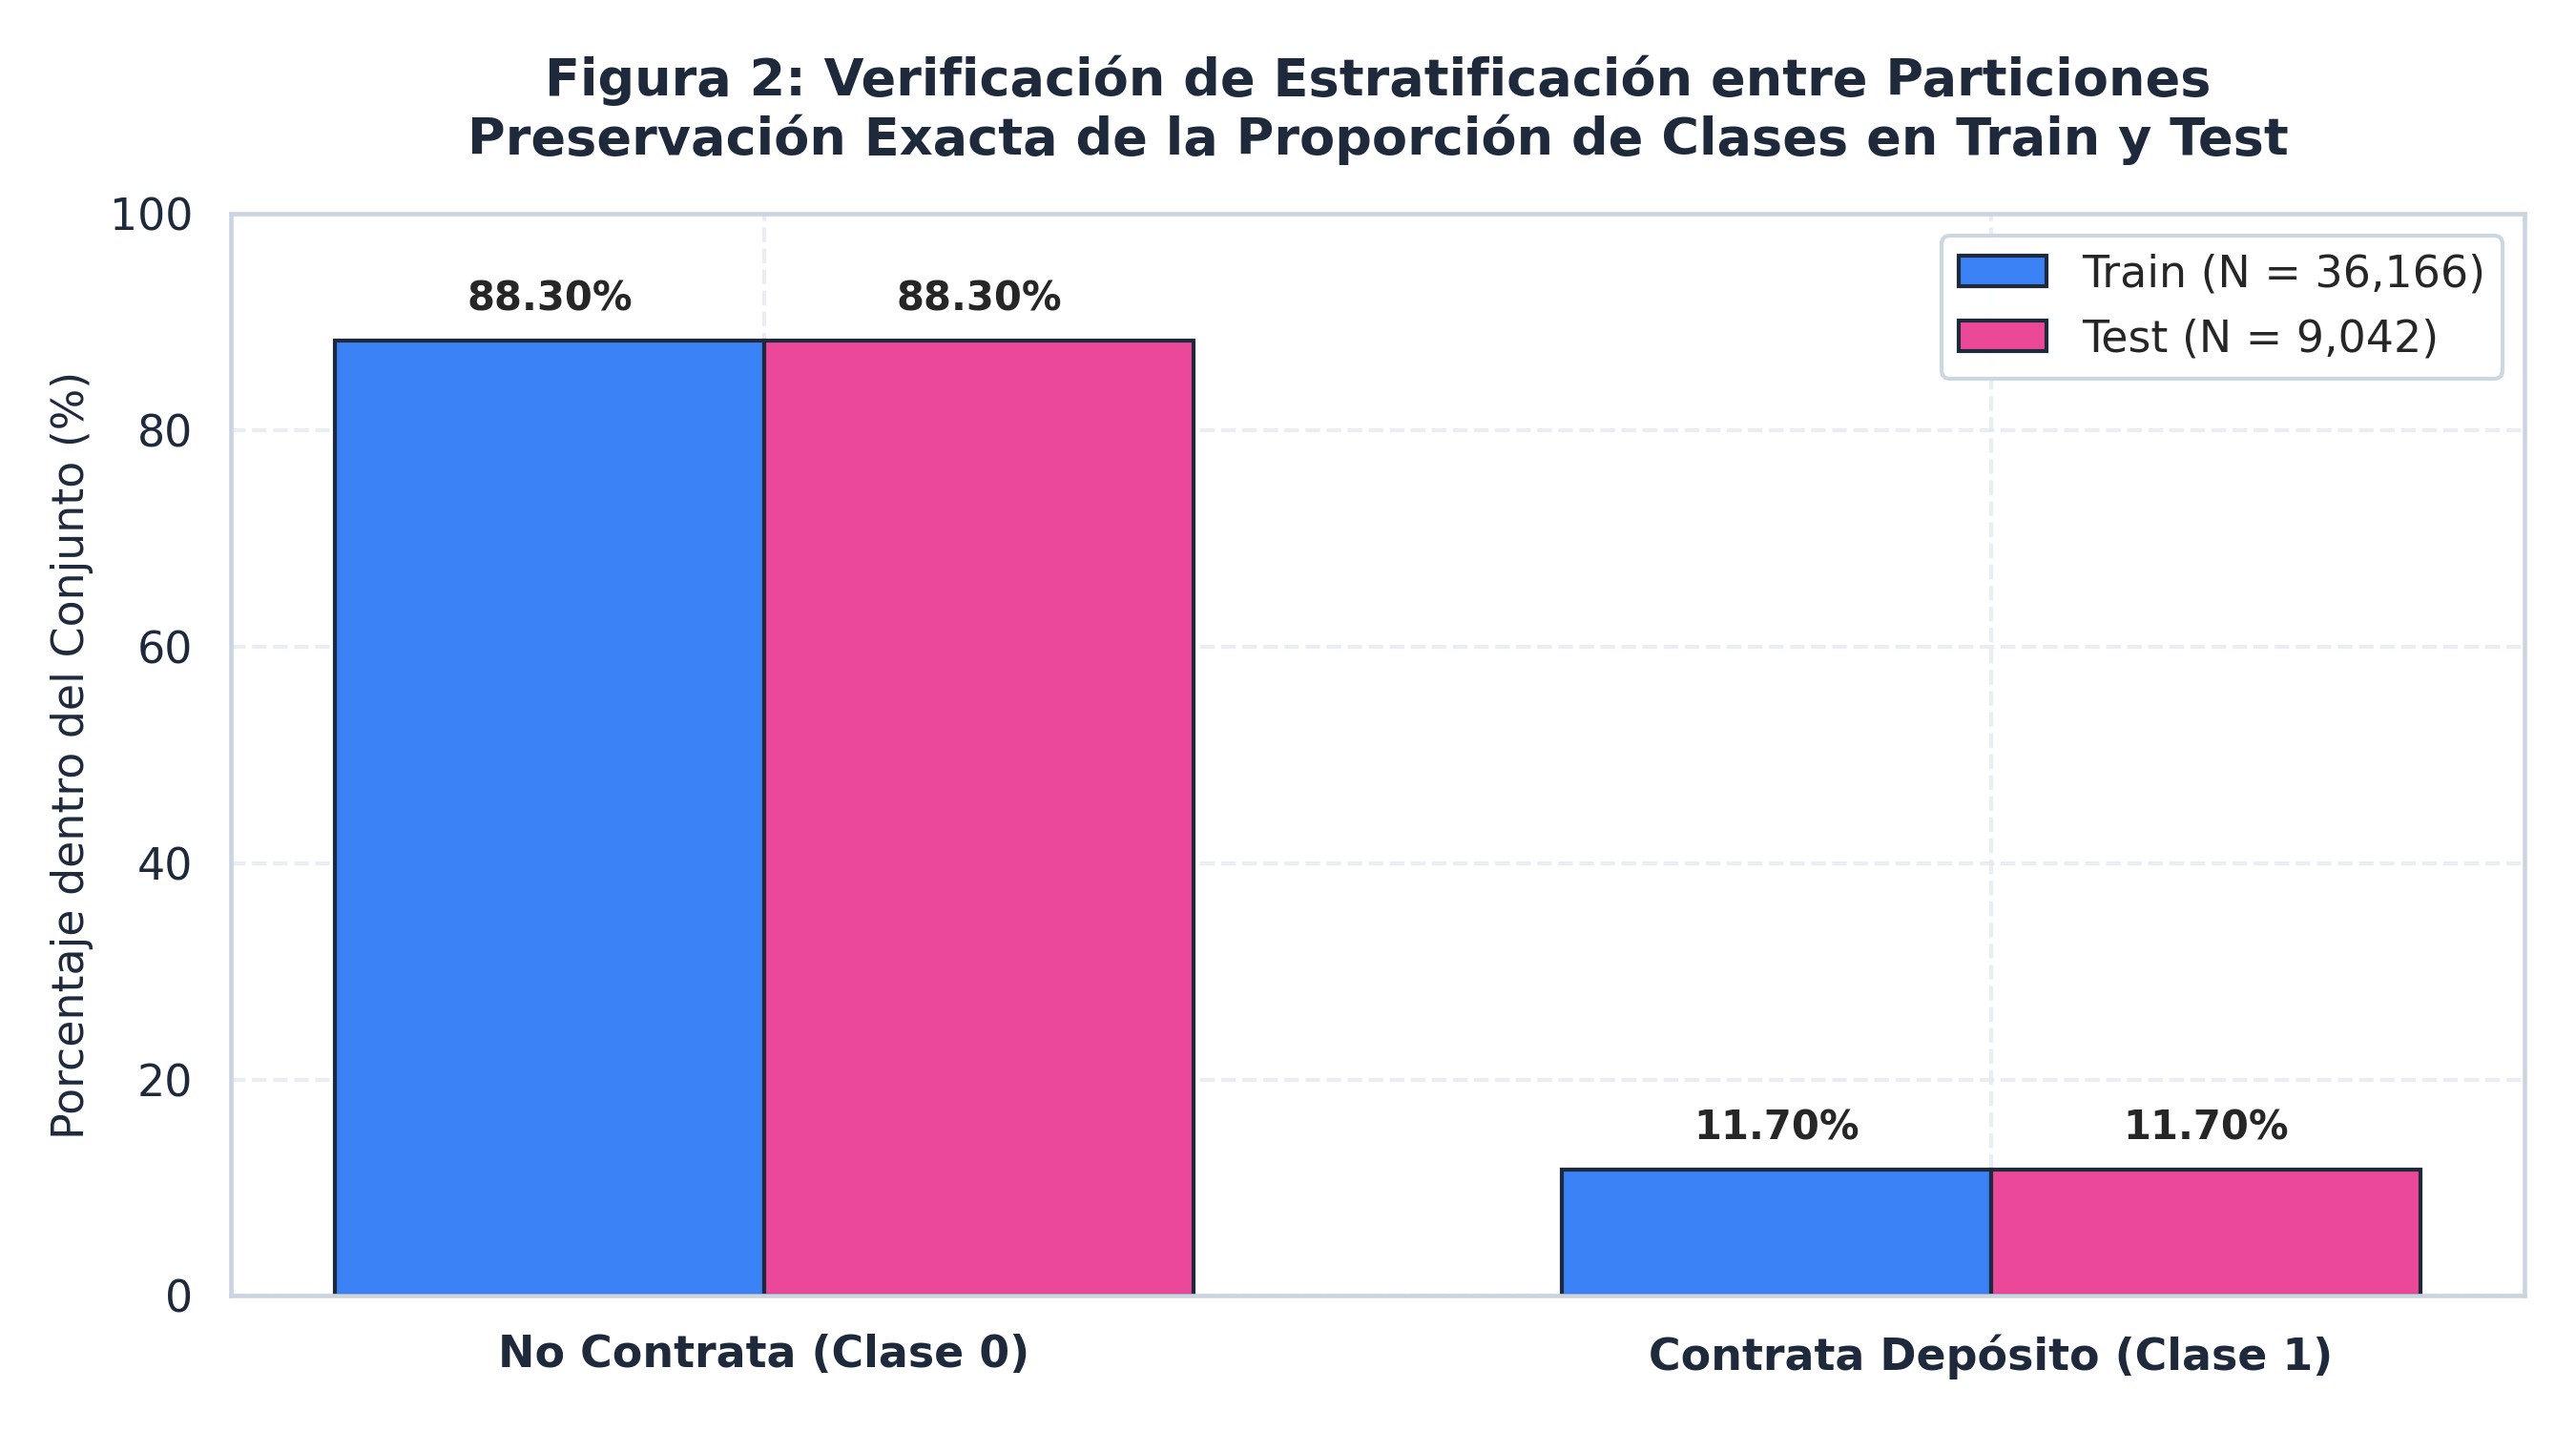 Figura 2: Verificación de Estratificación entre Particiones
Preservación Exacta de la Proporción de Clases en Train y Test
Porcentaje dentro del Conjunto (%)
100
80
60
40
20
0
88.30%
88.30%
11.70%
11.70%
Train (N = 36,166)
Test (N = 9,042)
No Contrata (Clase 0)
Contrata Depósito (Clase 1)